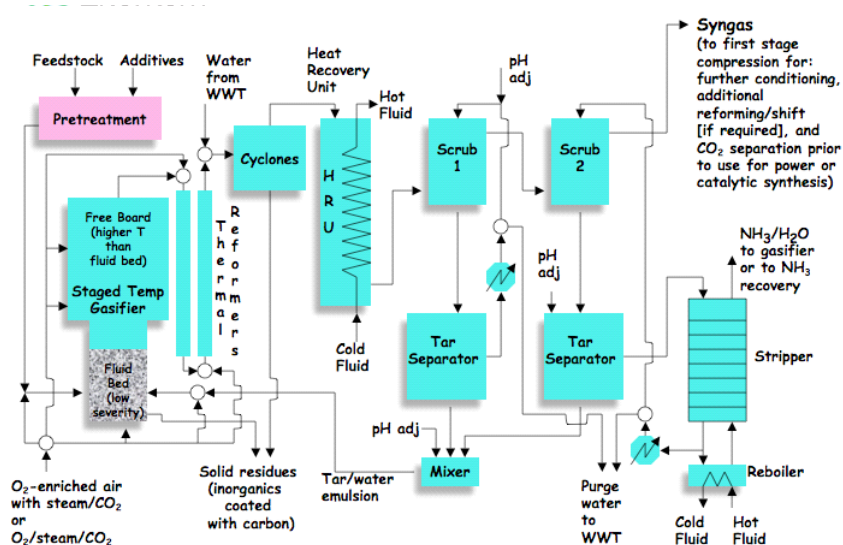 Feedstock
Additives
Pretreatment
Water
from
WWT
Heat
Recovery
Unit
Hot
Fluid
pH
adj
Syngas
(to first stage
compression for:
further conditioning,
additional
reforming/shift
[if required], and
CO₂ separation prior
to use for power or
catalytic synthesis)
Cyclones
H
R
U
Scrub
1
Scrub
2
Free Board
(higher T
than
fluid bed)
Staged Temp
Gasifier
Thermal
Reformers
Fluid
Bed
(low
severity)
Cold
Fluid
Tar
Separator
pH
adj
Tar
Separator
NH3/H2O
to gasifier
or to NH3
recovery
Stripper
pH adj
Mixer
Reboiler
O₂-enriched air
with steam/CO₂
or
O₂/steam/CO₂
Solid residues
(inorganics
coated
with carbon)
Tar/water
emulsion
Purge
water
to
WWT
Cold
Fluid
Hot
Fluid